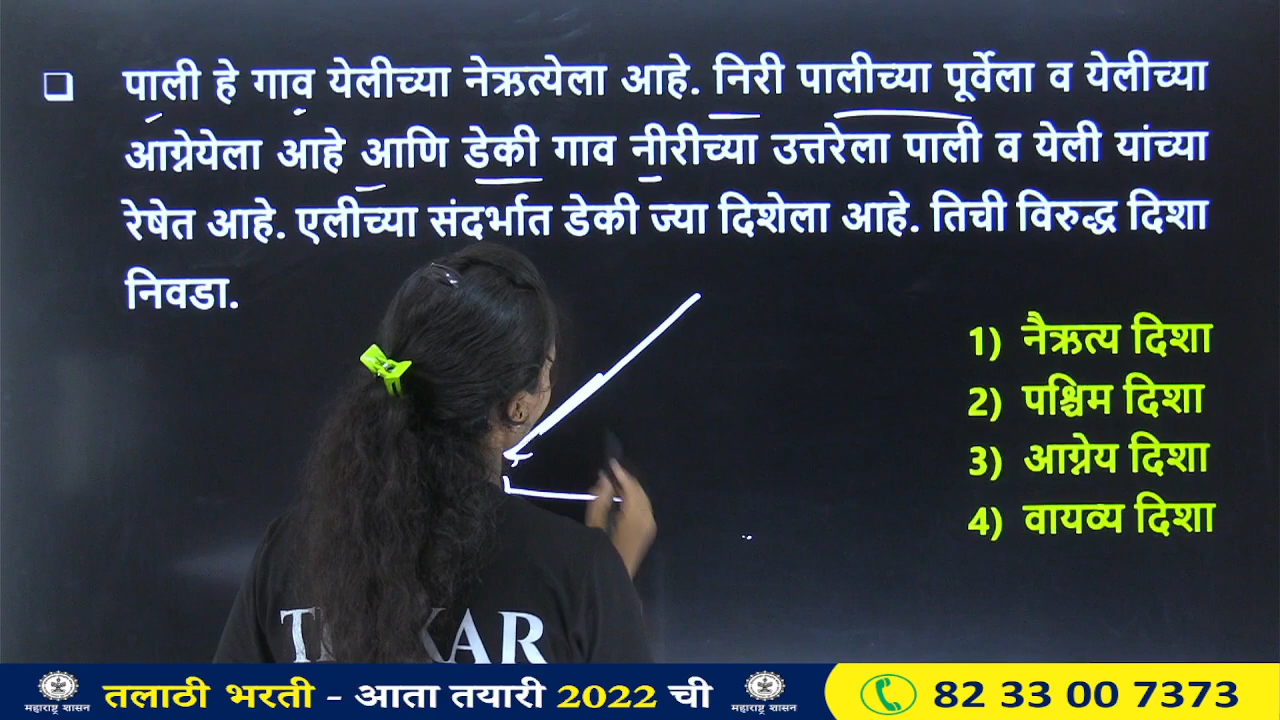 ❑ पाली हे गाव येलीच्या नेऋत्येला आहे. निरी पालीच्या पूर्वेला व येलीच्या
आग्नेयेला आहे आणि डेकी गाव नीरीच्या उत्तरेला पाली व येली यांच्या
रेषेत आहे. एलीच्या संदर्भात डेकी ज्या दिशेला आहे. तिची विरुद्ध दिशा
निवडा.
1) नैऋत्य दिशा
2) पश्चिम दिशा
3) आग्नेय दिशा
4) वायव्य दिशा
महाराष्ट्र शासन
तलाठी भरती - आता तयारी 2022 ची
महाराष्ट्र शासन
82 33 00 7373